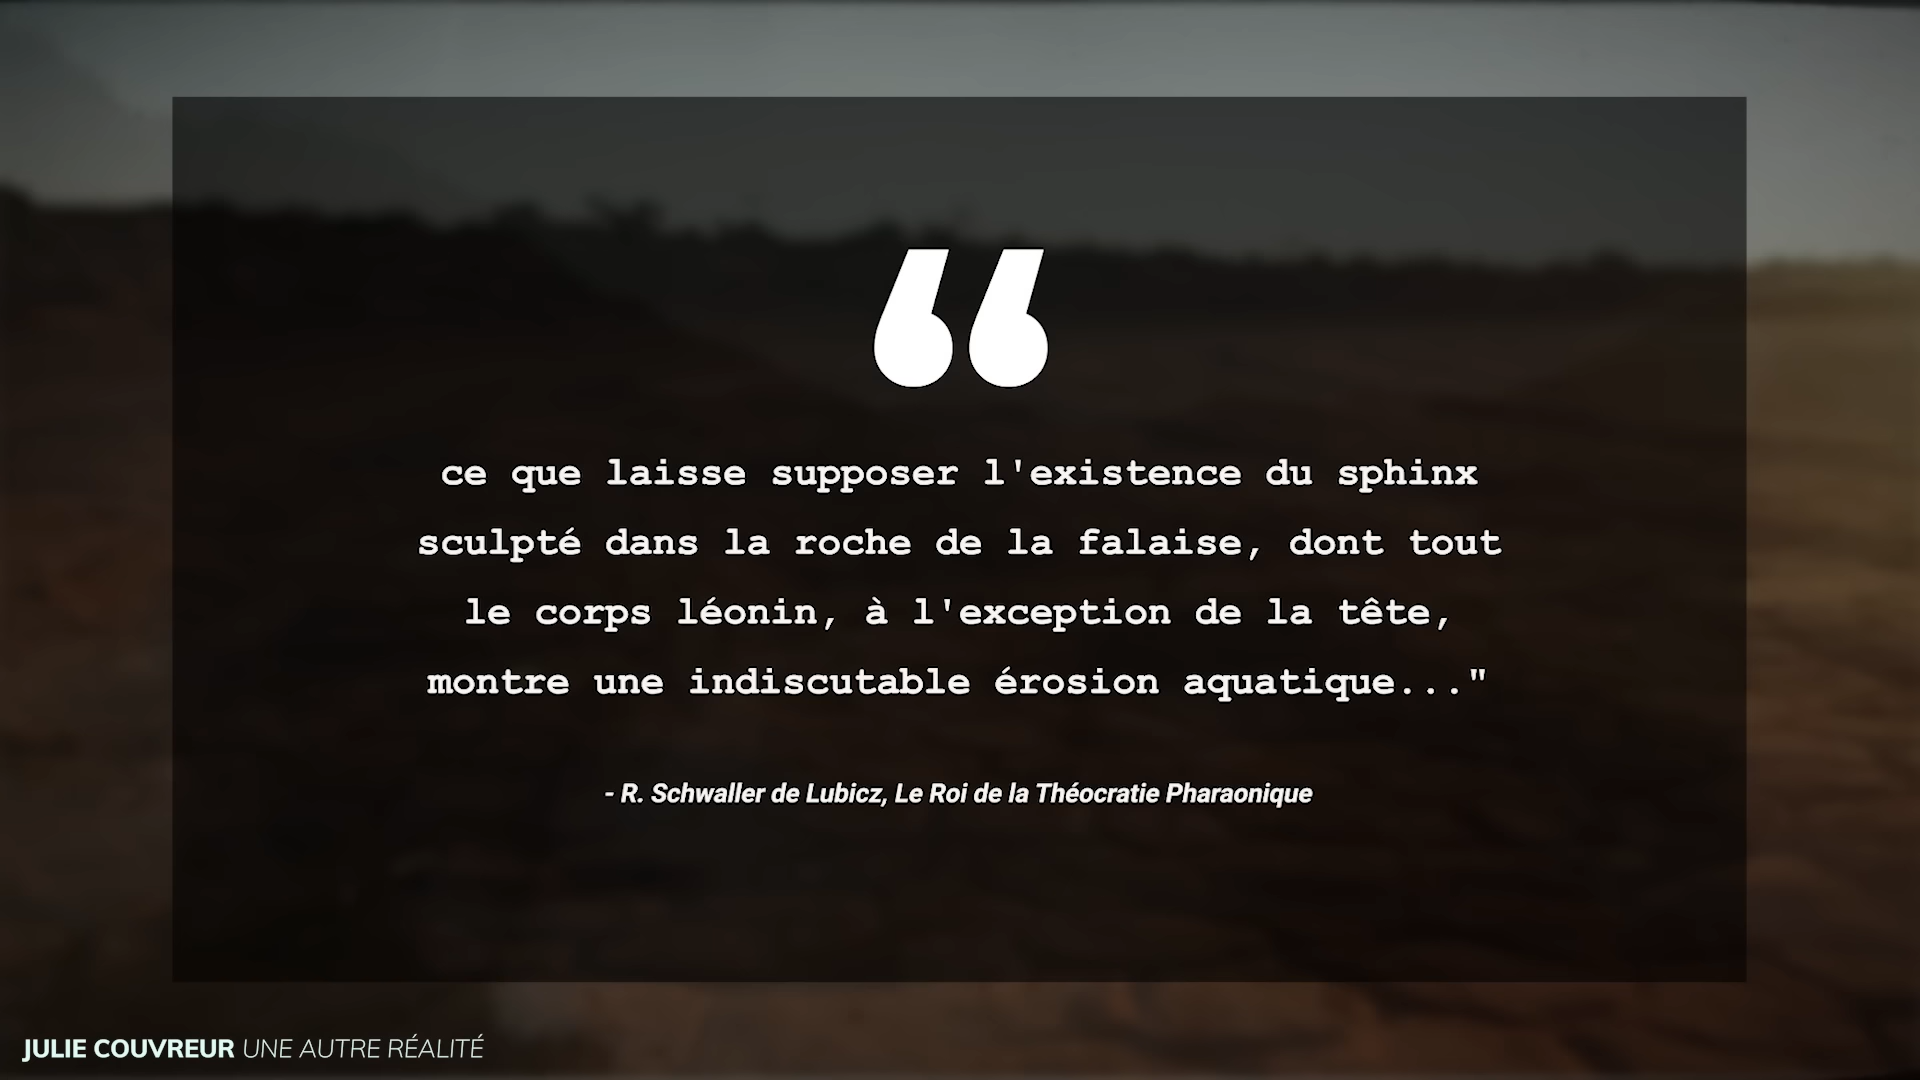 “
ce que laisse supposer l'existence du sphinx
sculpté dans la roche de la falaise, dont tout
le corps léonin, à l'exception de la tête,
montre une indiscutable érosion aquatique..."
- R. Schwaller de Lubicz, Le Roi de la Théocratie Pharaonique
JULIE COUVREUR UNE AUTRE RÉALITÉ